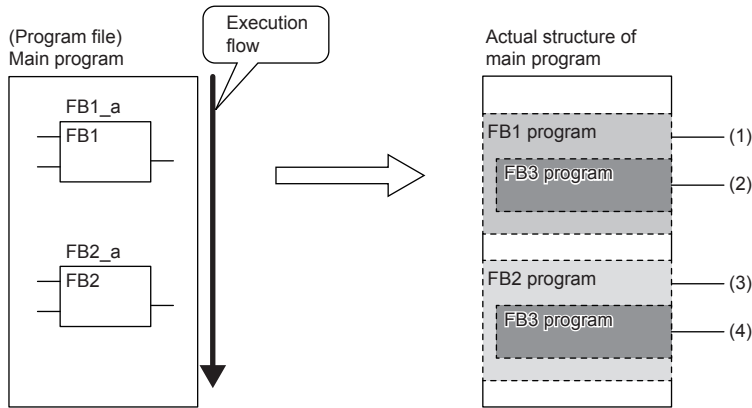 (Program file)
Main program
Execution
flow
FB1_a
FB1
FB2_a
FB2
Actual structure of
main program
FB1 program
(1)
FB3 program
(2)
FB2 program
(3)
FB3 program
(4)